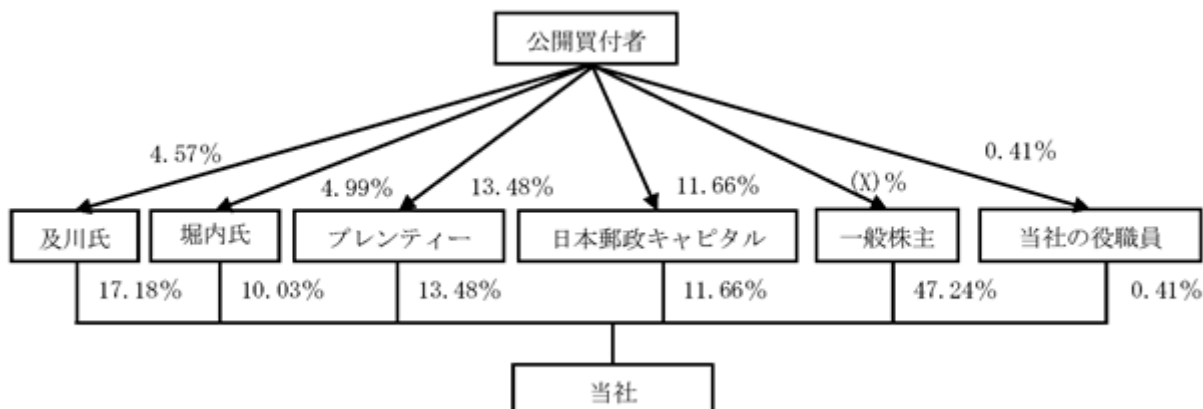 公開買付者
4.57%
4.99%
13.48%
11.66%
(X)%
0.41%
及川氏
堀内氏
プレンティー
日本郵政キャピタル
一般株主
当社の役職員
17.18%
10.03%
13.48%
11.66%
47.24%
0.41%
当社